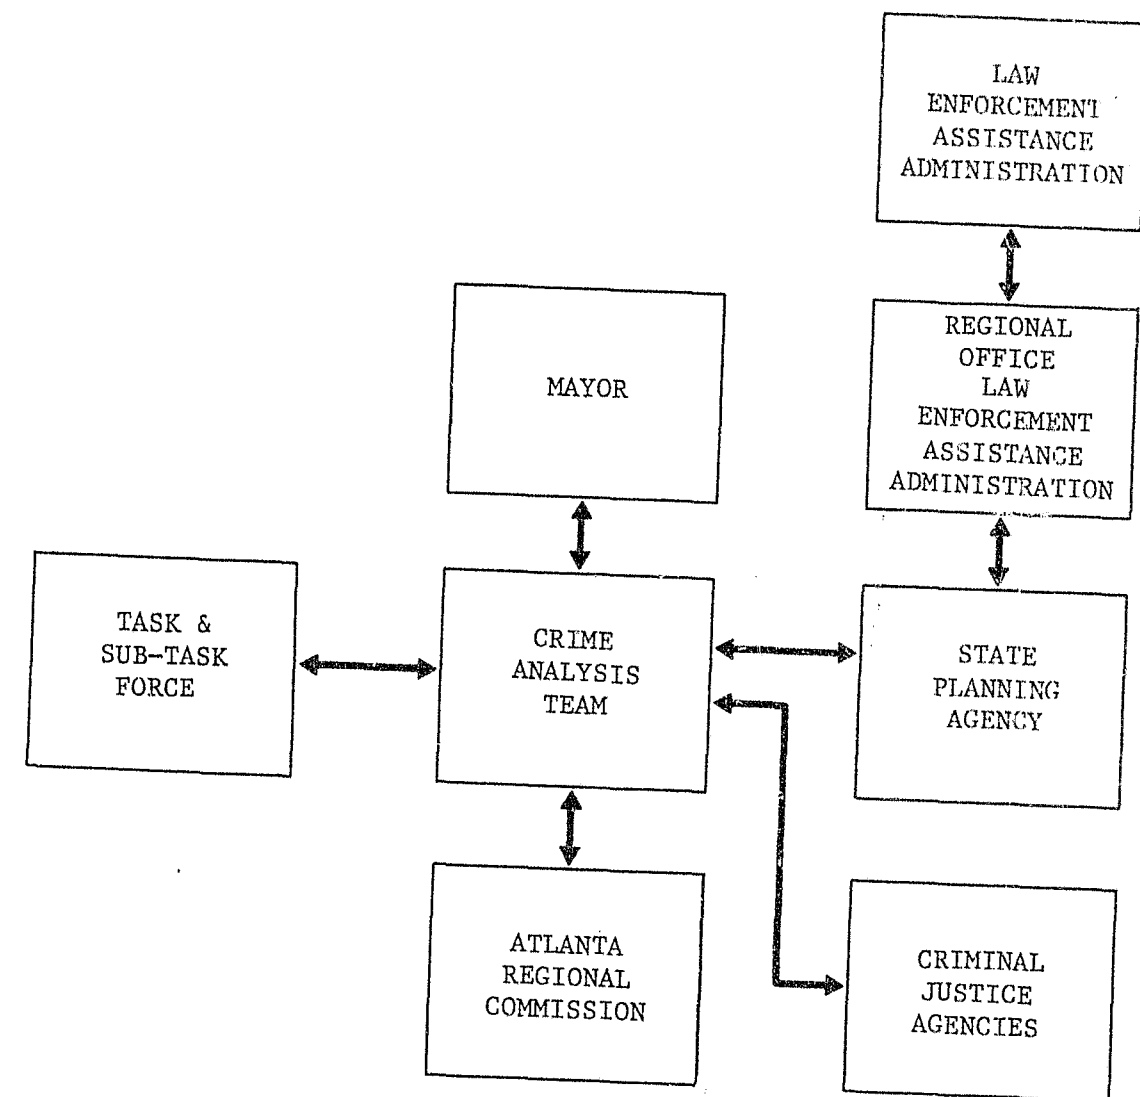 LAW
ENFORCEMENT
ASSISTANCE
ADMINISTRATION
REGIONAL
OFFICE
LAW
ENFORCEMENT
ASSISTANCE
ADMINISTRATION
MAYOR
TASK &
SUB-TASK
FORCE
CRIME
ANALYSIS
TEAM
STATE
PLANNING
AGENCY
ATLANTA
REGIONAL
COMMISSION
CRIMINAL
JUSTICE
AGENCIES